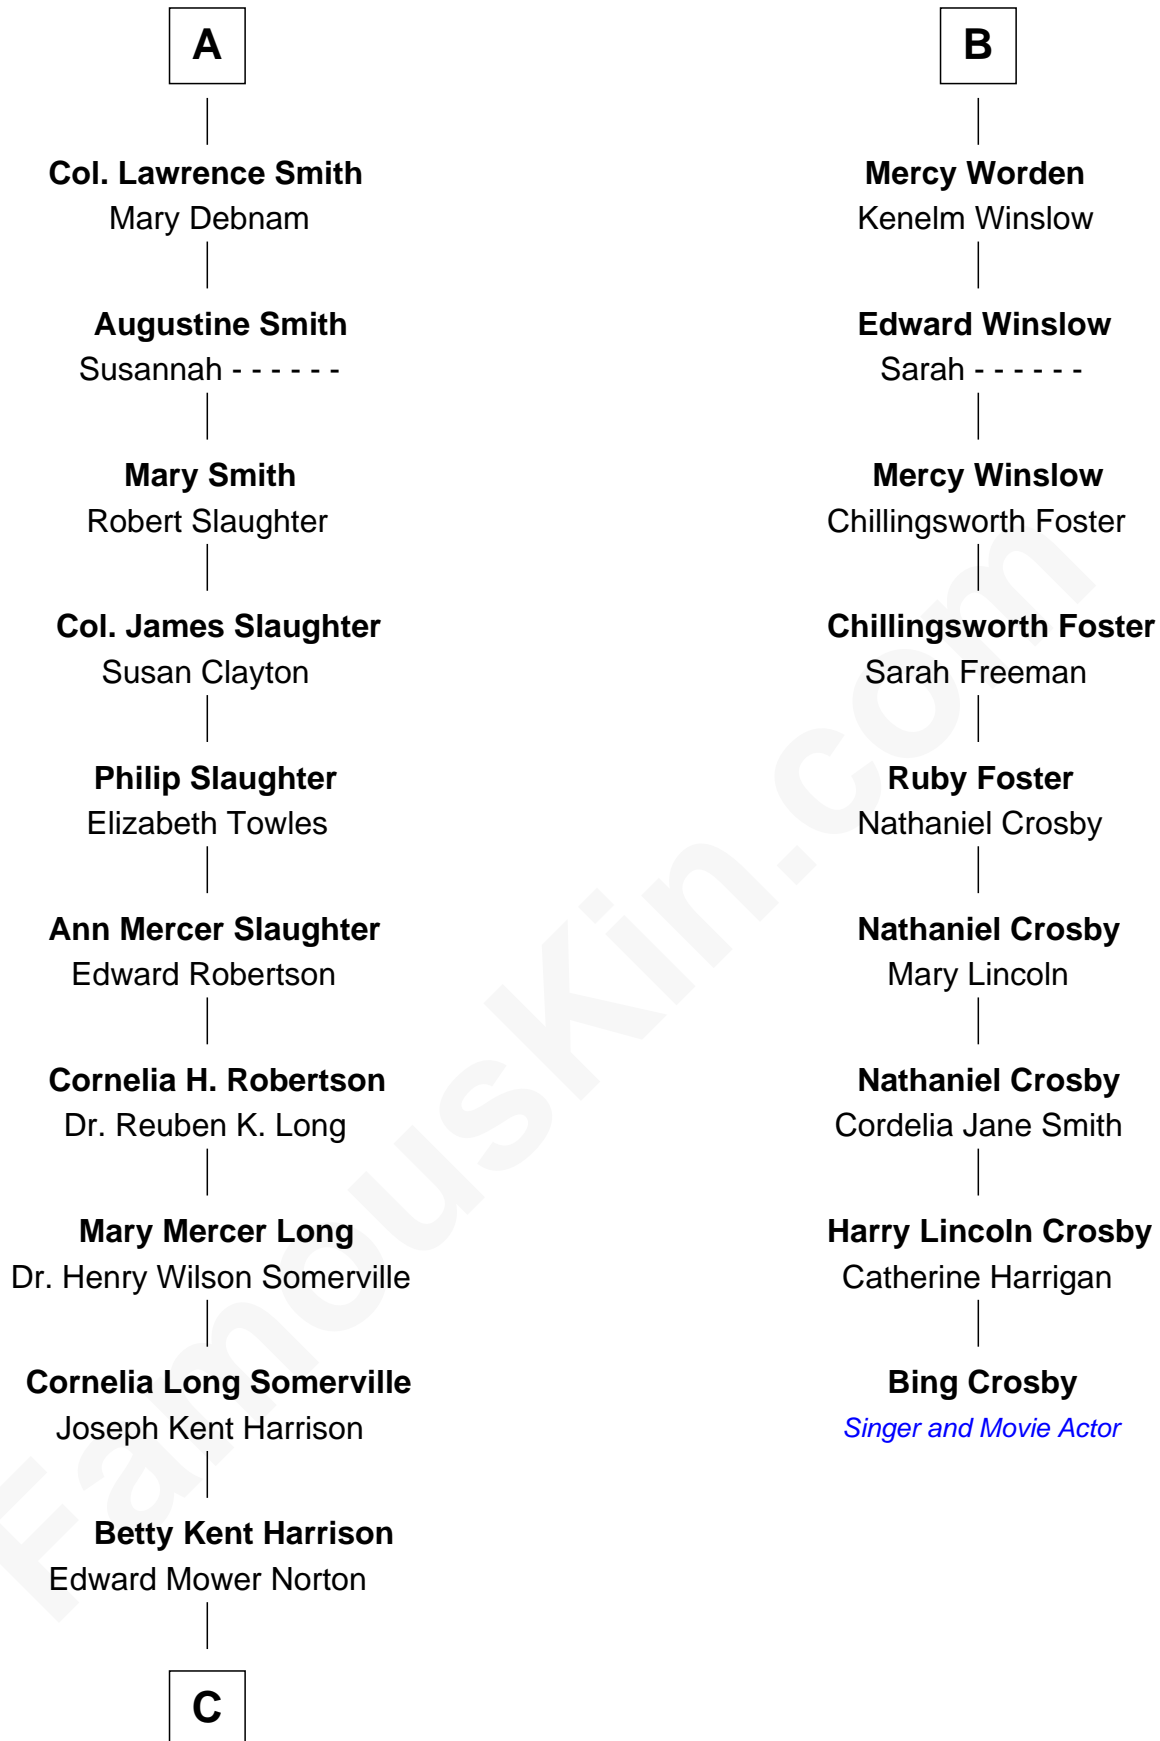 A
Col. Lawrence Smith
Mary Debnam
Augustine Smith
Susannah - - - - - -
Mary Smith
Robert Slaughter
Col. James Slaughter
Susan Clayton
Philip Slaughter
Elizabeth Towles
Ann Mercer Slaughter
Edward Robertson
Cornelia H. Robertson
Dr. Reuben K. Long
Mary Mercer Long
Dr. Henry Wilson Somerville
Cornelia Long Somerville
Joseph Kent Harrison
Betty Kent Harrison
Edward Mower Norton
C
B
Mercy Worden
Kenelm Winslow
Edward Winslow
Sarah - - - - - -
Mercy Winslow
Chillingsworth Foster
Chillingsworth Foster
Sarah Freeman
Ruby Foster
Nathaniel Crosby
Nathaniel Crosby
Mary Lincoln
Nathaniel Crosby
Cordelia Jane Smith
Harry Lincoln Crosby
Catherine Harrigan
Bing Crosby
Singer and Movie Actor
FamousKin.com